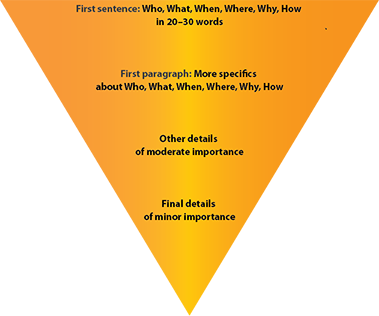 First sentence: Who, What, When, Where, Why, How
in 20–30 words
First paragraph: More specifics
about Who, What, When, Where, Why, How
Other details
of moderate importance
Final details
of minor importance